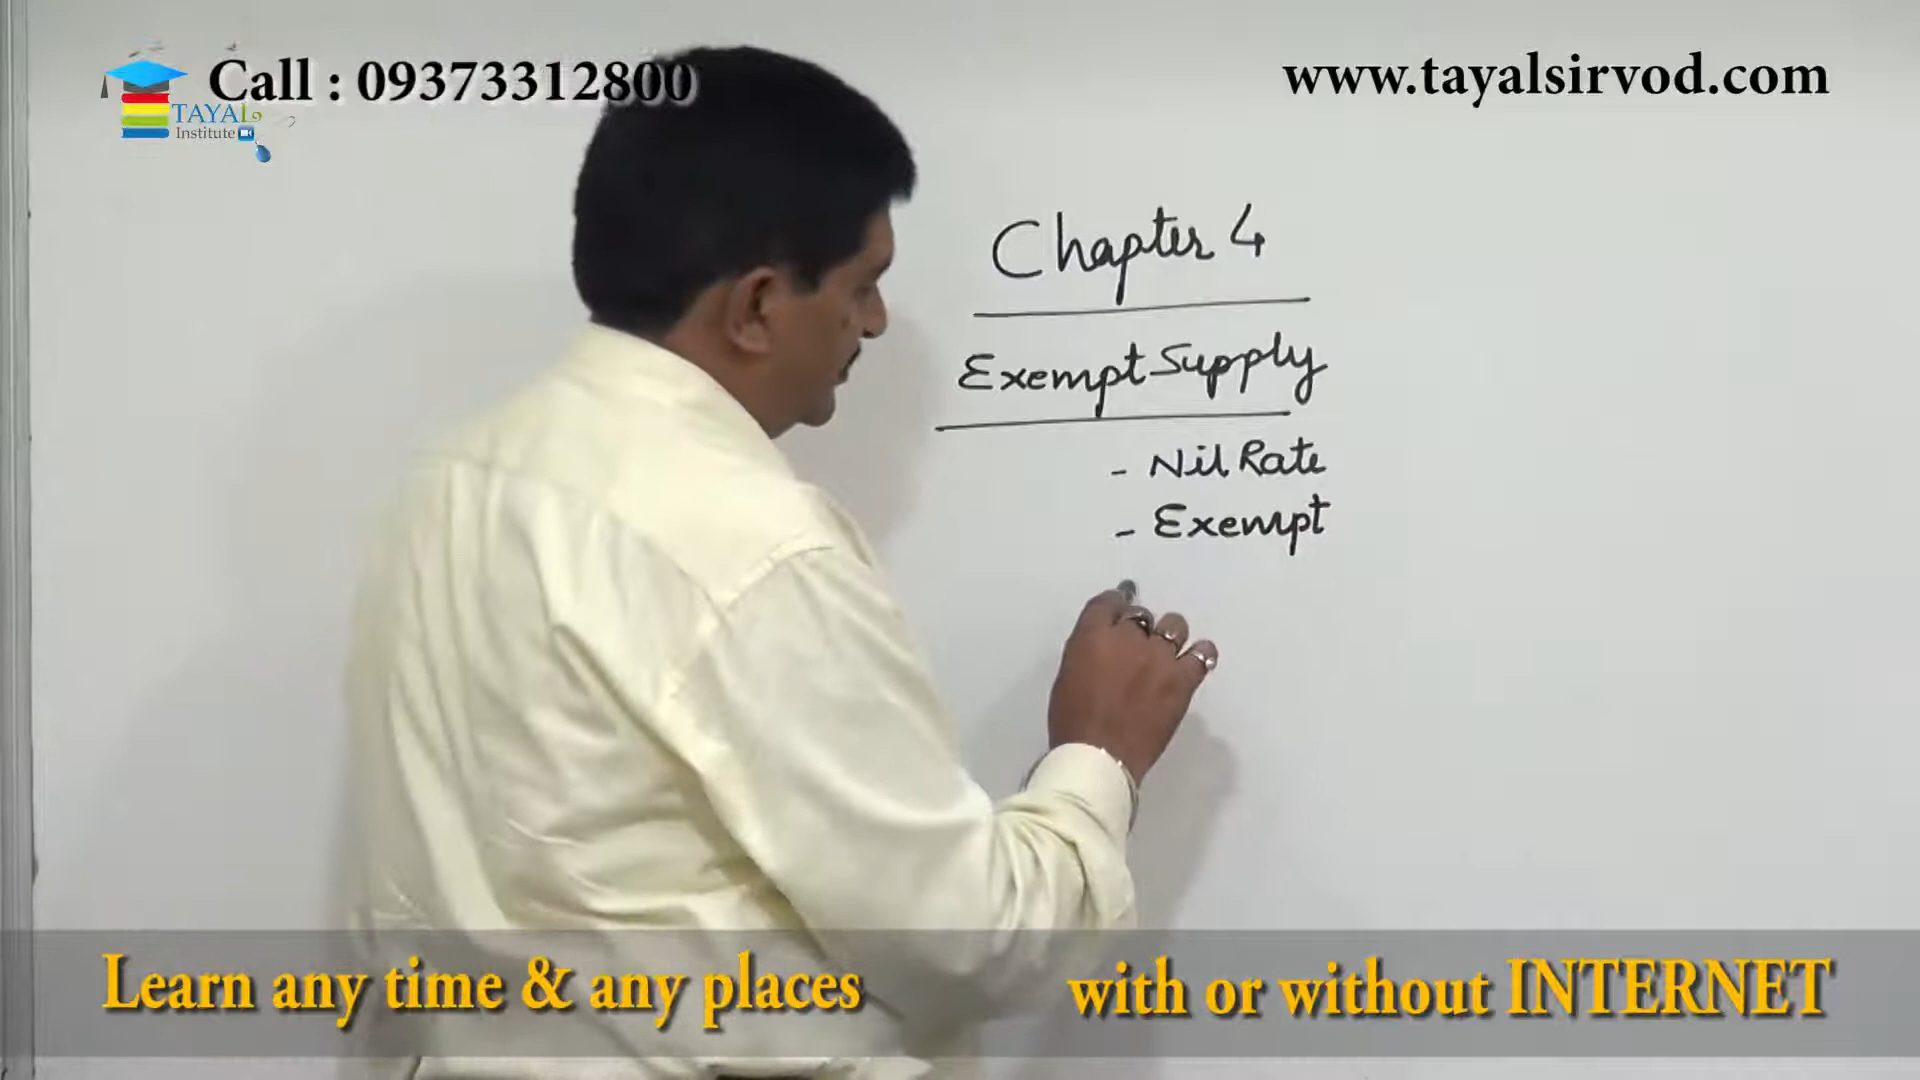 Call : 09373312800
www.tayalsirvod.com
TAYAL
Institute
Chapter 4
Exempt Supply
- Nil Rate
- Exempt
Learn any time & any places
with or without INTERNET